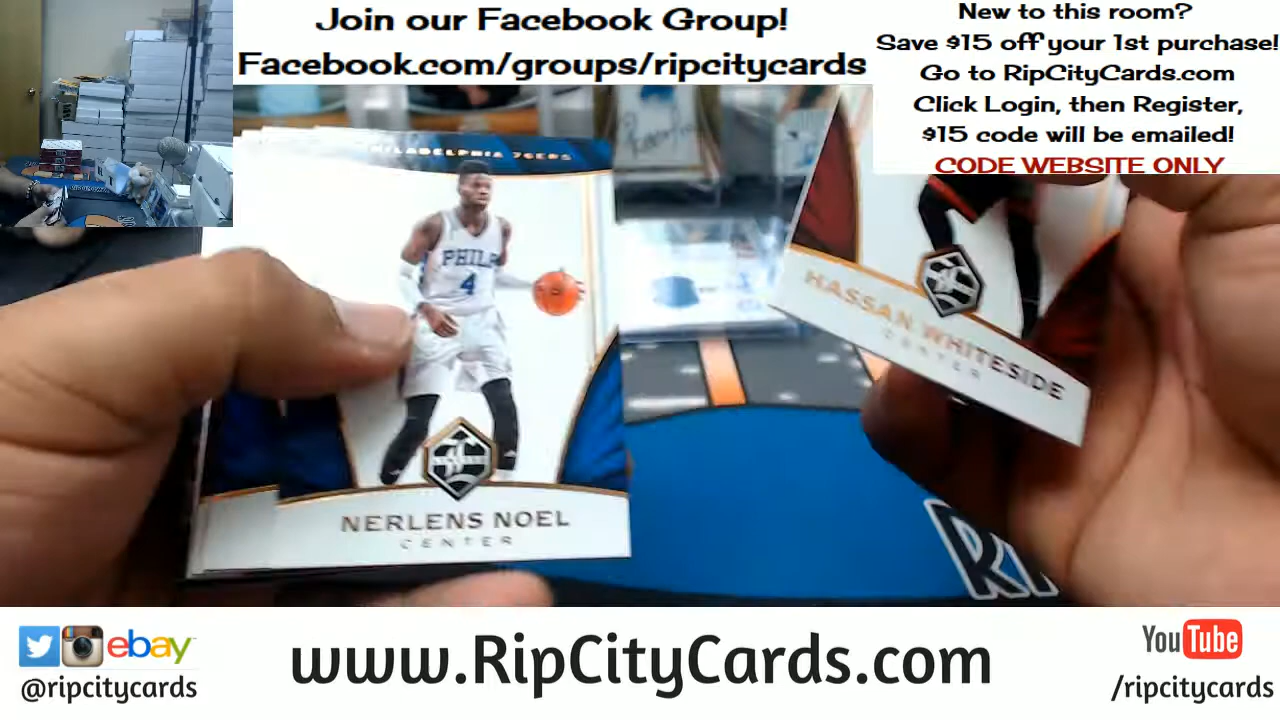 Join our Facebook Group!
Facebook.com/groups/ripcitycards
New to this room?
Save $15 off your 1st purchase!
Go to RipCityCards.com
Click Login, then Register,
$15 code will be emailed!
CODE WEBSITE ONLY
PHILADELPHIA 76ERS
PHILA
4
NERLENS NOEL
CENTER
HASSAN WHITESIDE
CENTER
ebay
@ripcitycards
www.RipCityCards.com
YouTube
/ripcitycards